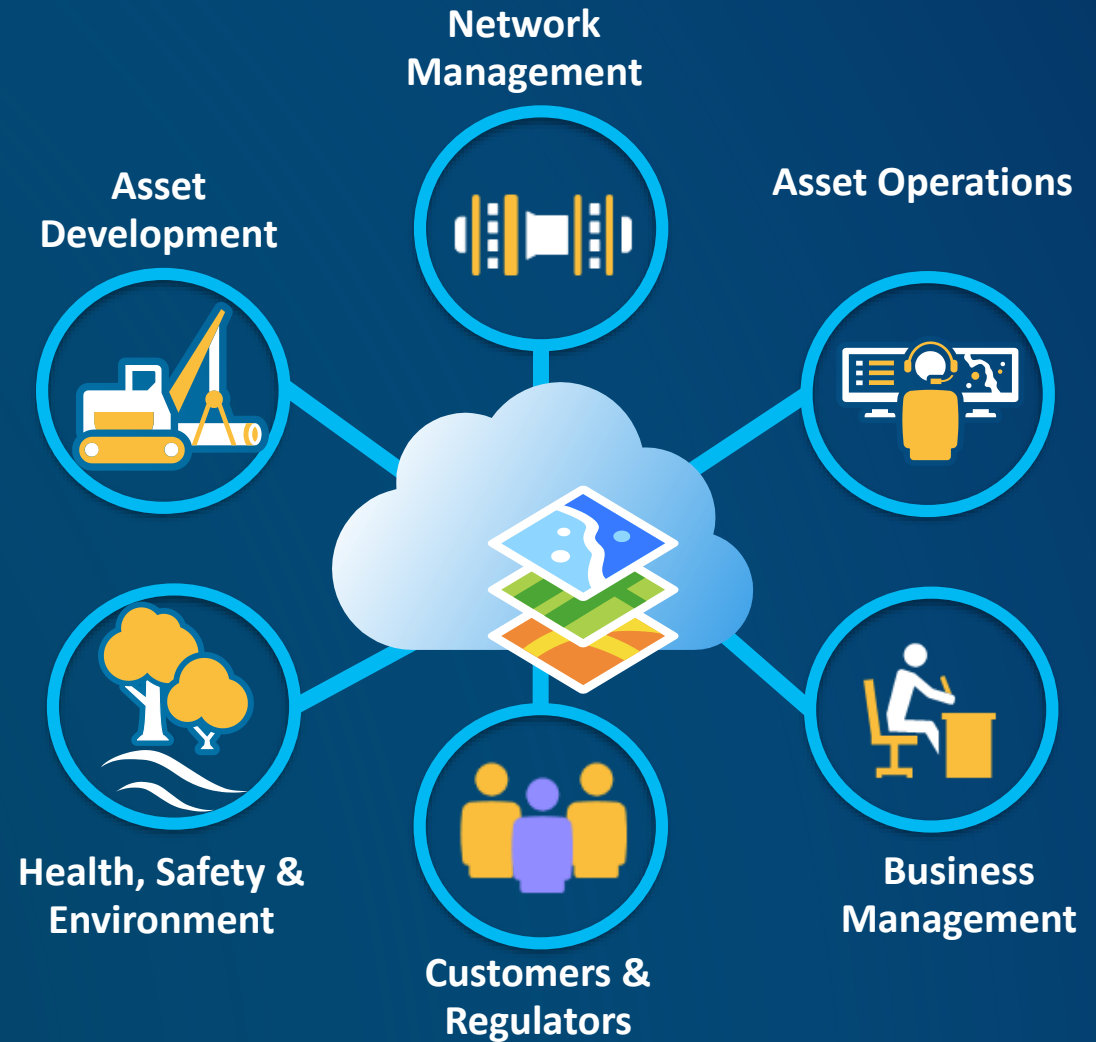 Network
Management
Asset
Development
Asset Operations
Health, Safety &
Environment
Business
Management
Customers &
Regulators